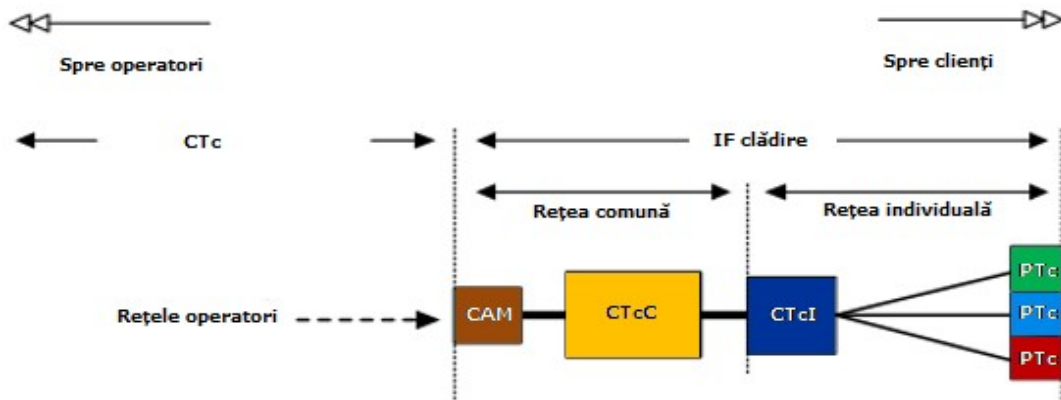 Spre operatori
Spre clienți
CTc
IF clădire
Rețea comună
Rețea individuală
Rețele operatori
CAM
CTcC
CTcI
PTc
PTc
PTc